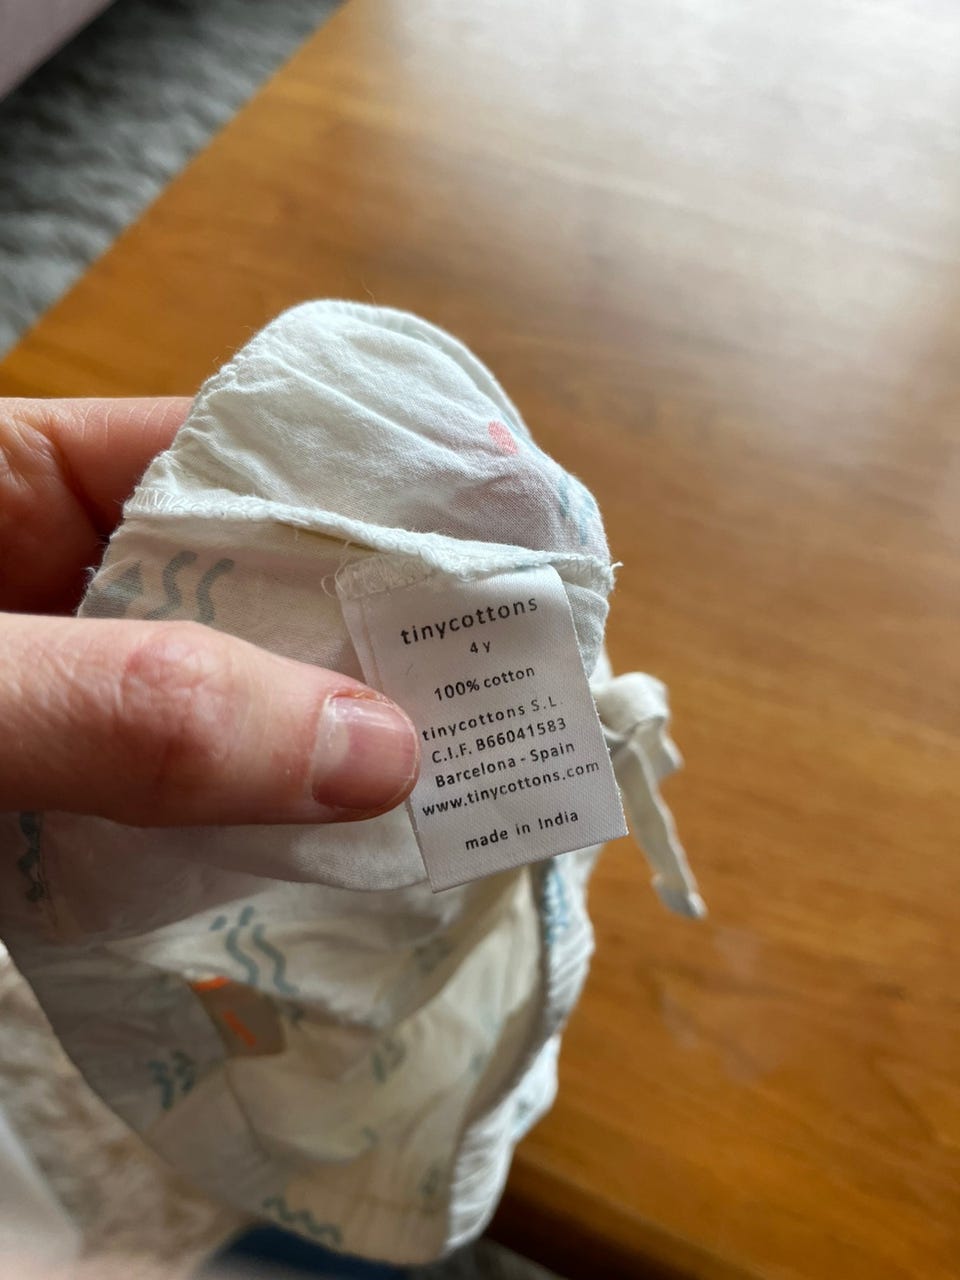 tinycottons
4 y
100% cotton
tinycottons S.L.
C.I.F. B66041583
Barcelona - Spain
www.tinycottons.com
made in India